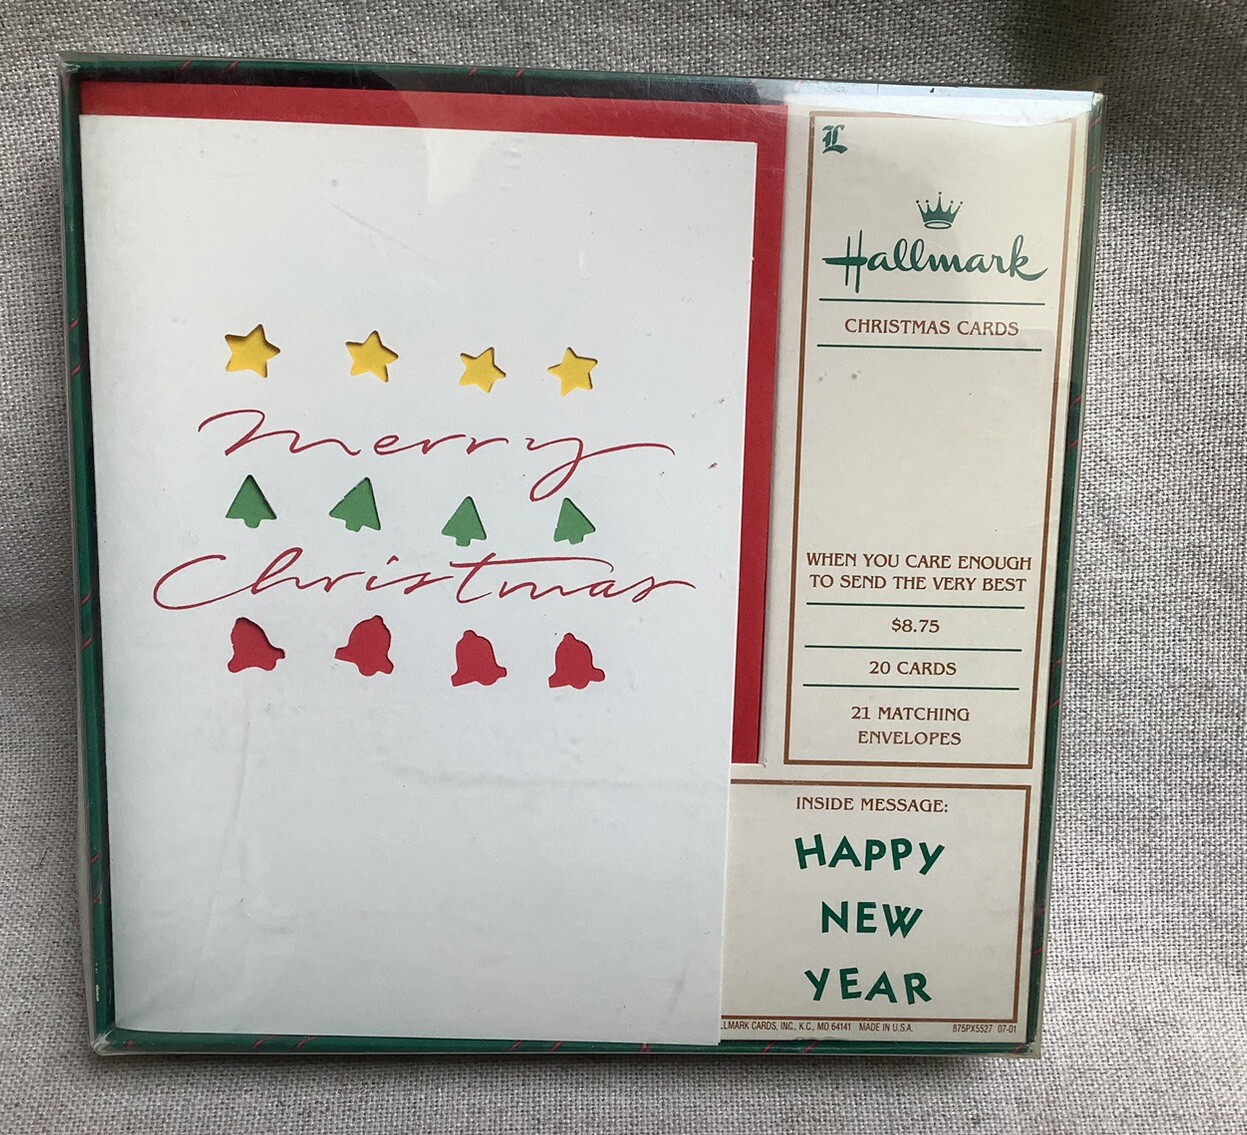 Merry
Christmas
L
Hallmark
CHRISTMAS CARDS
WHEN YOU CARE ENOUGH
TO SEND THE VERY BEST
$8.75
20 CARDS
21 MATCHING
ENVELOPES
INSIDE MESSAGE:
HAPPY
NEW
YEAR
LLMARK CARDS, INC., K.C., MO 64141 MADE IN U.S.A. 875PX5527 07-01